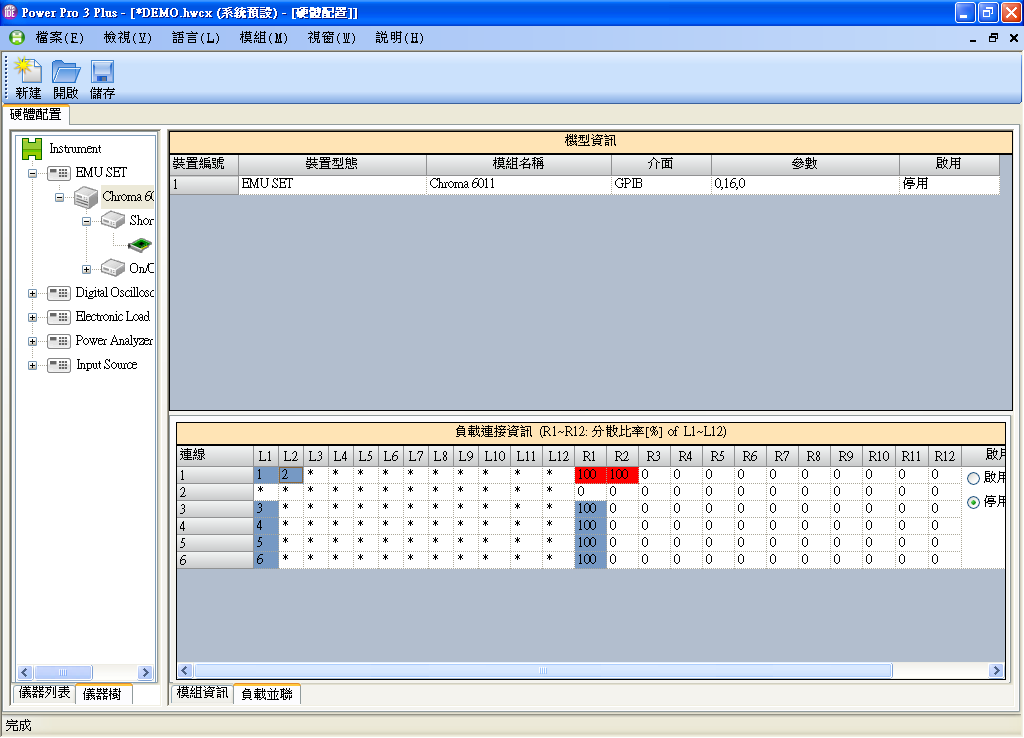 Power Pro 3 Plus - [*DEMO.hwcx (系統預設) - [硬體配置]]
檔案(F) 檢視(V) 語言(L) 模組(M) 視窗(W) 說明(H)
新建 開啟 儲存
硬體配置
Instrument
EMU SET
Chroma 60
Shor
On/O
Digital Oscillosc
Electronic Load
Power Analyzer
Input Source
儀器列表 儀器樹
機型資訊
裝置編號 裝置型態 模組名稱 介面 參數 啟用
1 EMU SET Chroma 6011 GPIB 0,16,0 停用
負載連接資訊 (R1~R12: 分散比率[%] of L1~L12)
連線 L1 L2 L3 L4 L5 L6 L7 L8 L9 L10 L11 L12 R1 R2 R3 R4 R5 R6 R7 R8 R9 R10 R11 R12 啟用
1 1 2 * * * * * * * * * * 100 100 0 0 0 0 0 0 0 0 0 0 啟用
2 * * * * * * * * * * * * 0 0 0 0 0 0 0 0 0 0 0 0
3 3 * * * * * * * * * * * 100 0 0 0 0 0 0 0 0 0 0 0 停用
4 4 * * * * * * * * * * * 100 0 0 0 0 0 0 0 0 0 0 0
5 5 * * * * * * * * * * * 100 0 0 0 0 0 0 0 0 0 0 0
6 6 * * * * * * * * * * * 100 0 0 0 0 0 0 0 0 0 0 0
模組資訊 負載並聯
完成